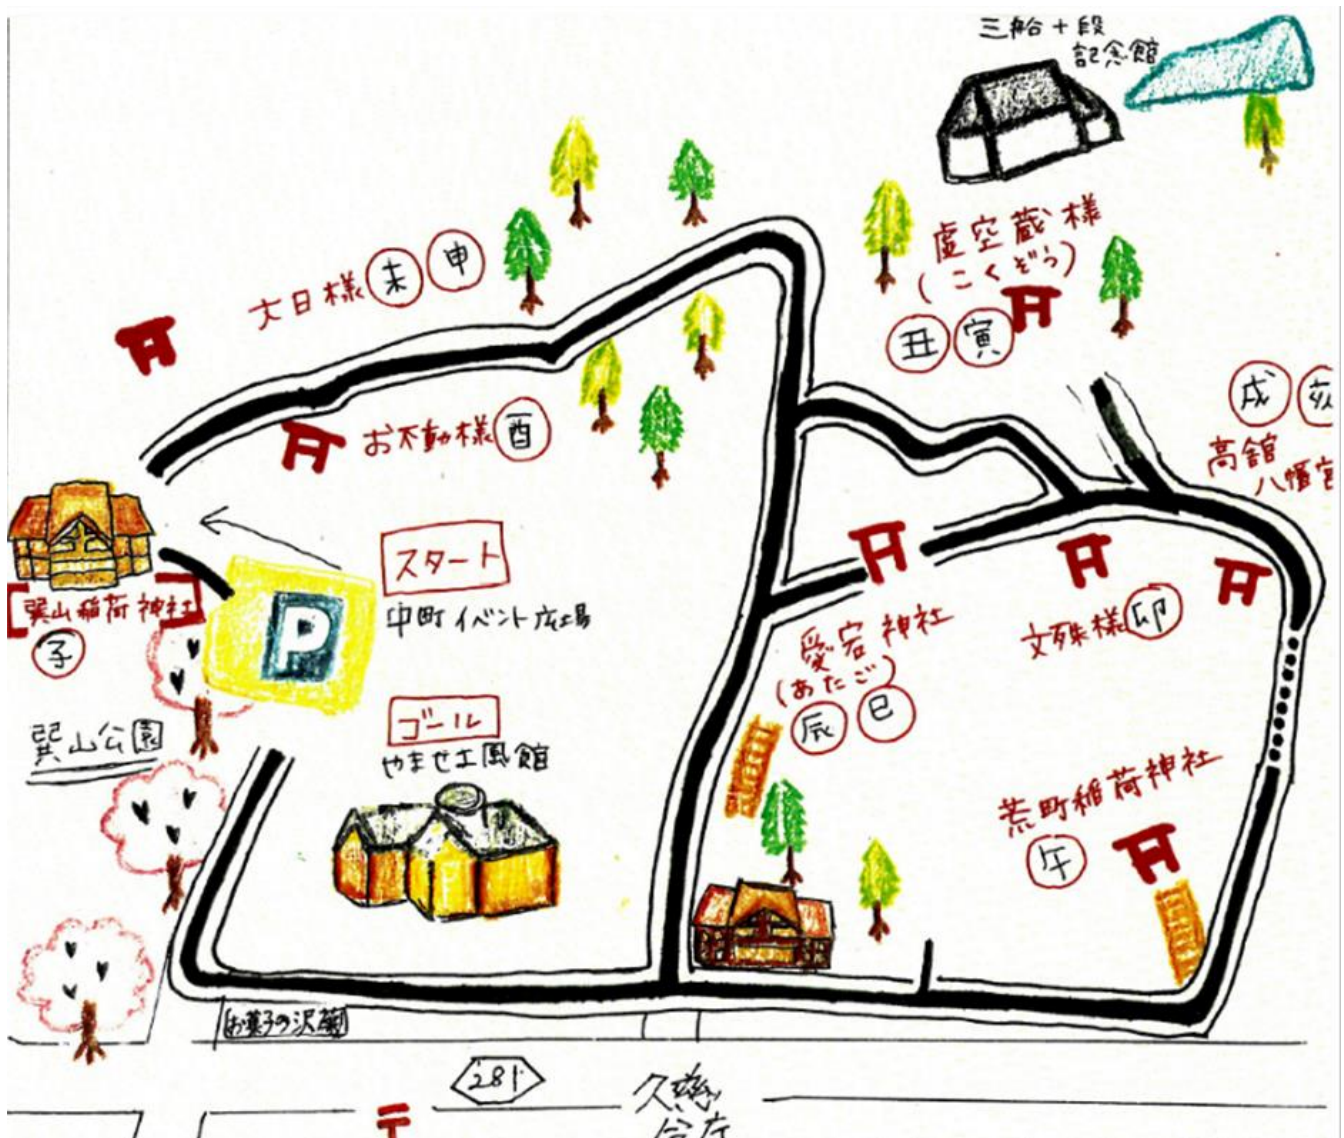 三船十段
記念館
虚空蔵様
(こくぞう)
丑 寅
大日様 未 申
お不動様 酉
戌 亥
高舘
八幡宮
スタート
中町イベント広場
巽山稲荷神社
子
P
愛宕神社
(あたご)
辰 巳
文殊様 卯
巽山公園
ゴール
やませ土風館
荒町稲荷神社
午
お菓子の沢菊
281
久慈